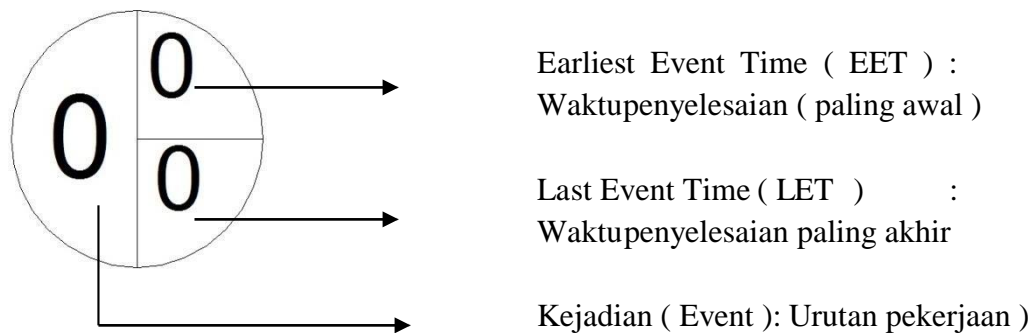 0
0
0
Earliest Event Time ( EET ) :
Waktupenyelesaian ( paling awal )
Last Event Time ( LET ) :
Waktupenyelesaian paling akhir
Kejadian ( Event ): Urutan pekerjaan )